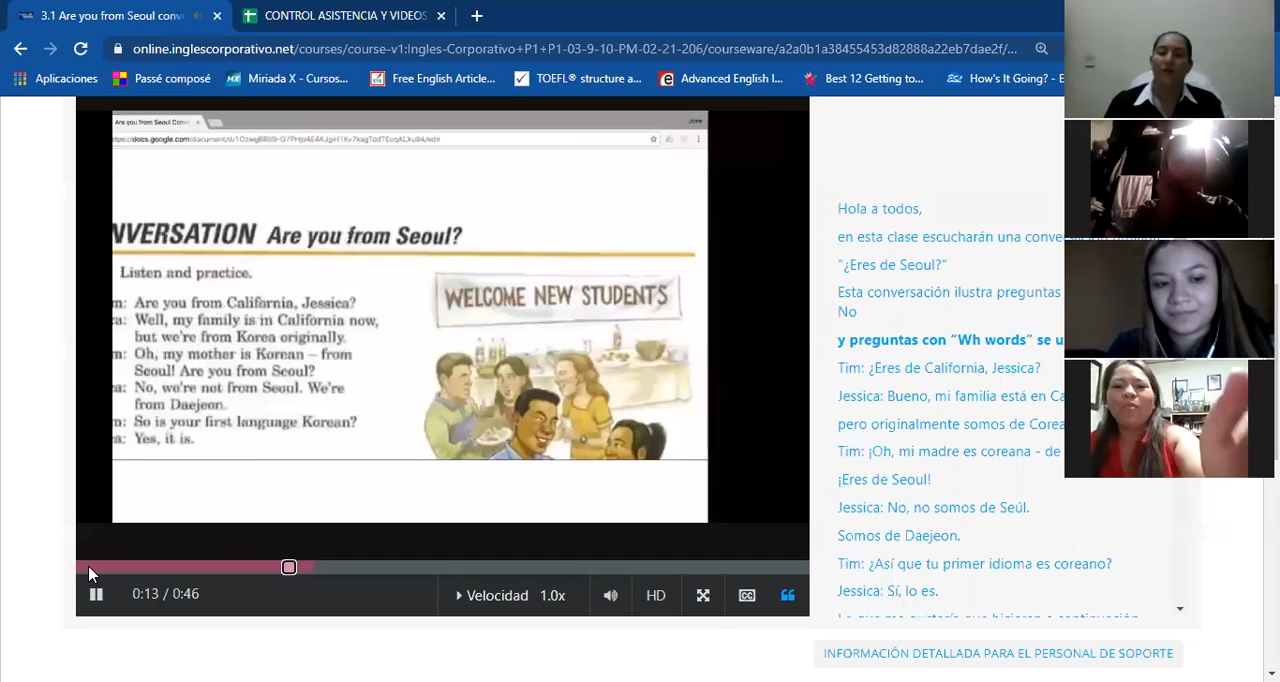 3.1 Are you from Seoul conv
CONTROL ASISTENCIA Y VIDEOS
online.inglescorporativo.net/courses/course-v1:Ingles-Corporativo+P1+P1-03-9-10-PM-02-21-206/courseware/a2a0b1a38455453d82888a22eb7dae2f/...
Aplicaciones
Passé composé
Miriada X - Cursos...
Free English Article...
TOEFL® structure a...
Advanced English l...
Best 12 Getting to...
How's It Going? - E
Are you from Seoul Conv
NVERSATION Are you from Seoul?
Listen and practice.
m: Are you from California, Jessica?
ca: Well, my family is in California now,
but we're from Korea originally.
m: Oh, my mother is Korean – from
Seoul! Are you from Seoul?
ca: No, we're not from Seoul. We're
from Daejeon.
m: So is your first language Korean?
ca: Yes, it is.
WELCOME NEW STUDENTS
0:13 / 0:46
Velocidad 1.0x
HD
CC
Hola a todos,
en esta clase escucharán una
"¿Eres de Seoul?"
Esta conversación ilustra preguntas
No
y preguntas con “Wh words” se u
Tim: ¿Eres de California, Jessica?
Jessica: Bueno, mi familia está en Ca
pero originalmente somos de Corea
Tim: ¡Oh, mi madre es coreana - de
¡Eres de Seoul!
Jessica: No, no somos de Seúl.
Somos de Daejeon.
Tim: ¿Así que tu primer idioma es coreano?
Jessica: Sí, lo es.
INFORMACIÓN DETALLADA PARA EL PERSONAL DE SOPORTE